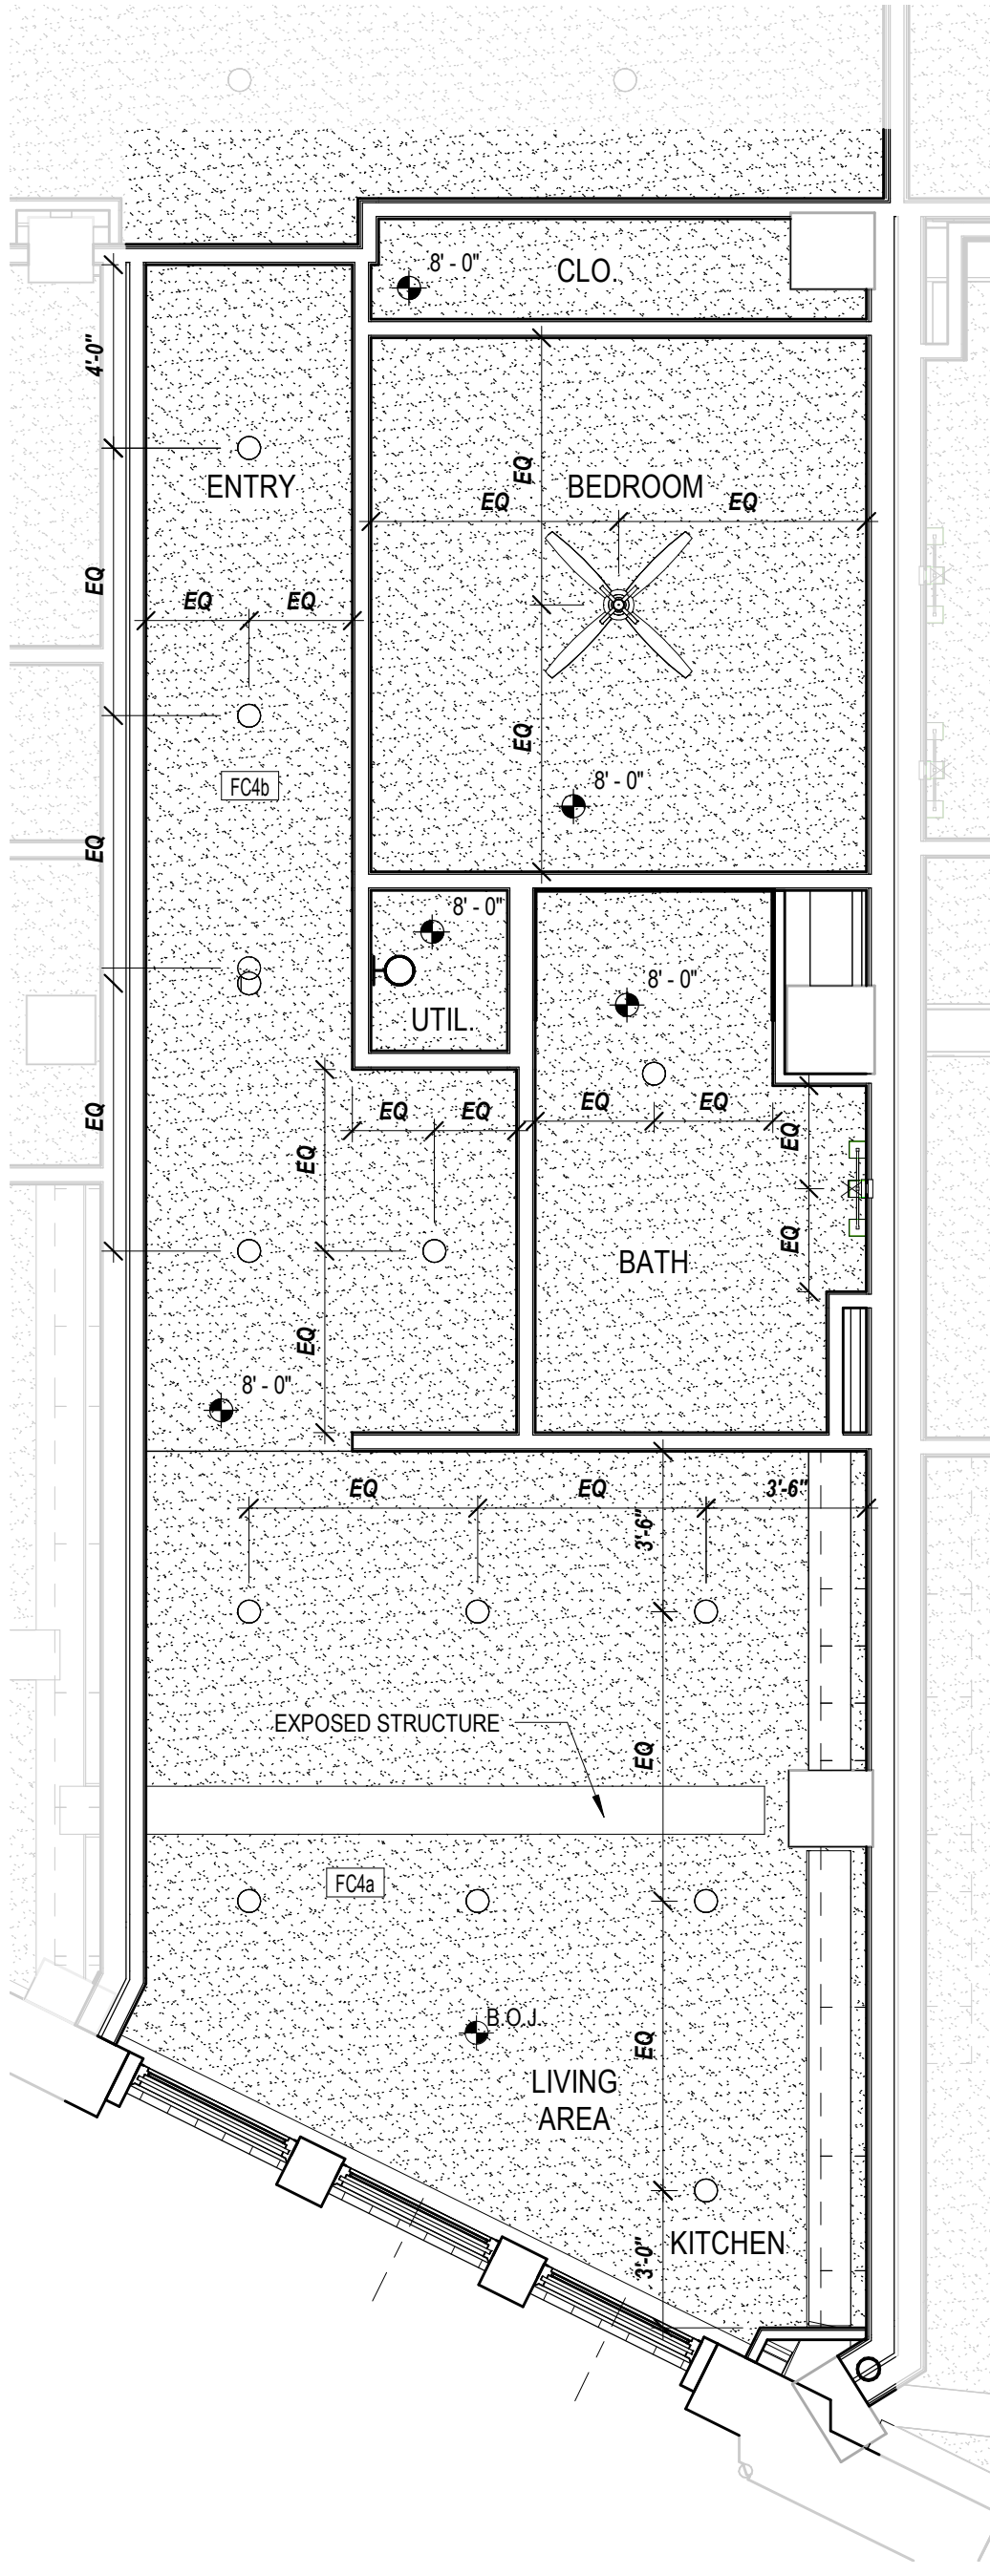 8' - 0"
CLO.
4'-0"
EQ
BEDROOM
ENTRY
EQ
EQ
EQ
EQ
EQ
EQ
8' - 0"
FC4b
EQ
8' - 0"
8' - 0"
UTIL.
EQ
EQ
EQ
EQ
EQ
EQ
EQ
EQ
BATH
EQ
8' - 0"
EQ
EQ
3'-6"
3'-6"
EXPOSED STRUCTURE
EQ
FC4a
B.O.J.
EQ
LIVING
AREA
KITCHEN
3'-0"